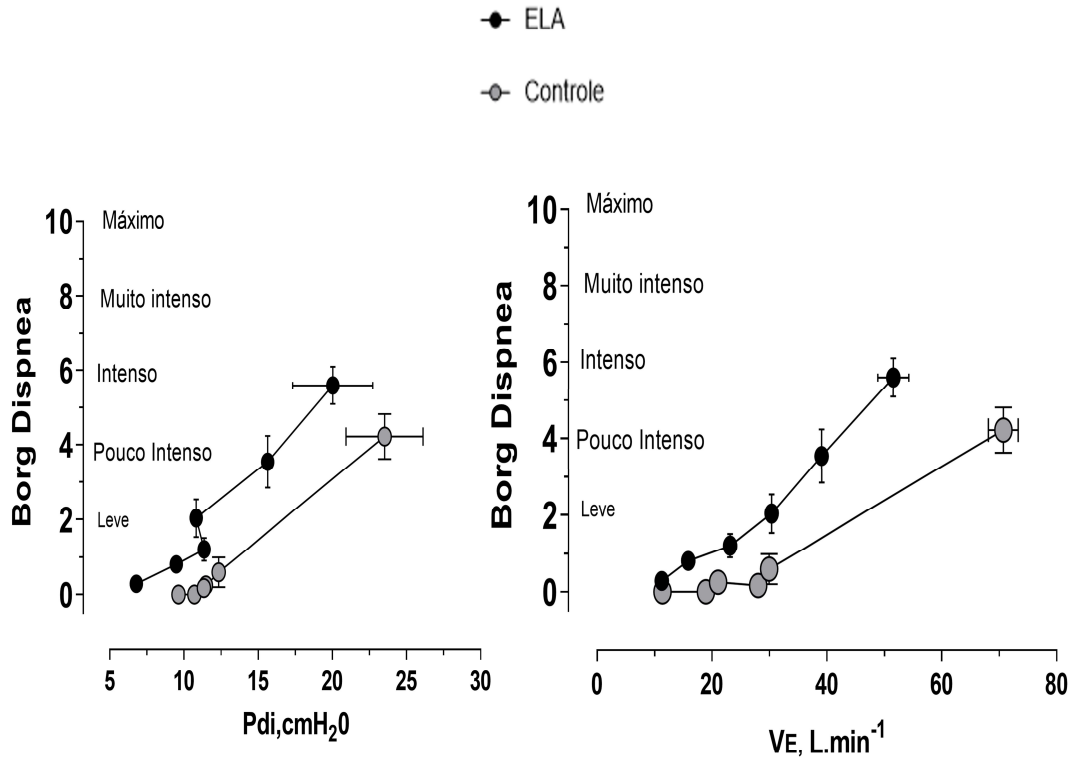 ELA
Controle
10
Máximo
8
Muito intenso
6
Intenso
4
Pouco Intenso
2
Leve
0
Borg Dispnea
5 10 15 20 25 30
Pdi,cmH20
10
Máximo
8
Muito intenso
6
Intenso
4
Pouco Intenso
2
Leve
0
Borg Dispnea
0 20 40 60 80
VE, L.min-1